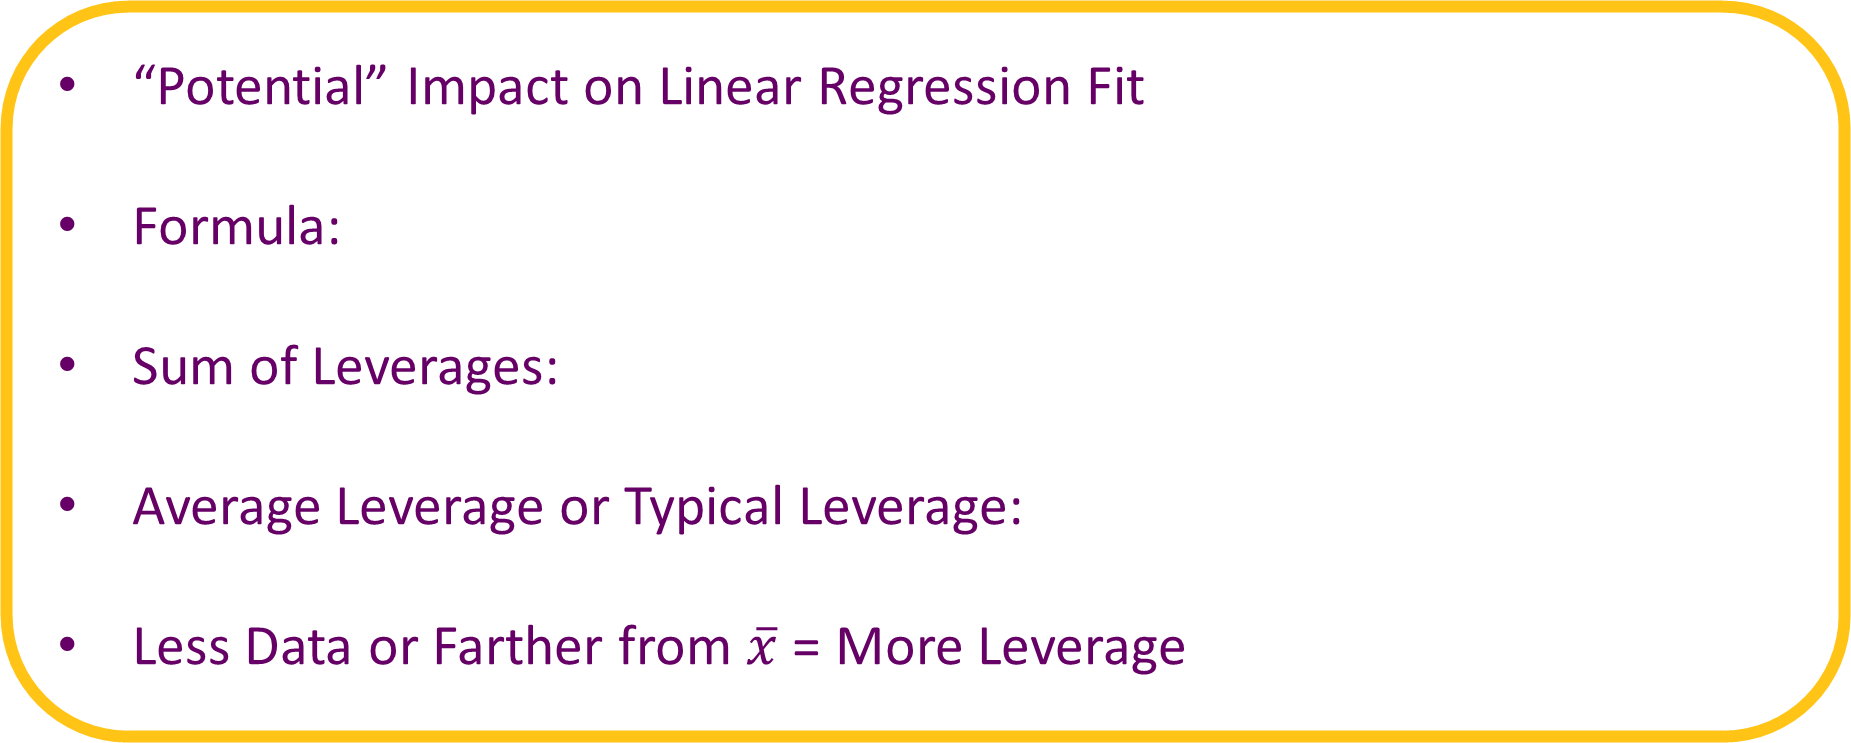 • “Potential” Impact on Linear Regression Fit
• Formula:
• Sum of Leverages:
• Average Leverage or Typical Leverage:
• Less Data or Farther from x̄ = More Leverage